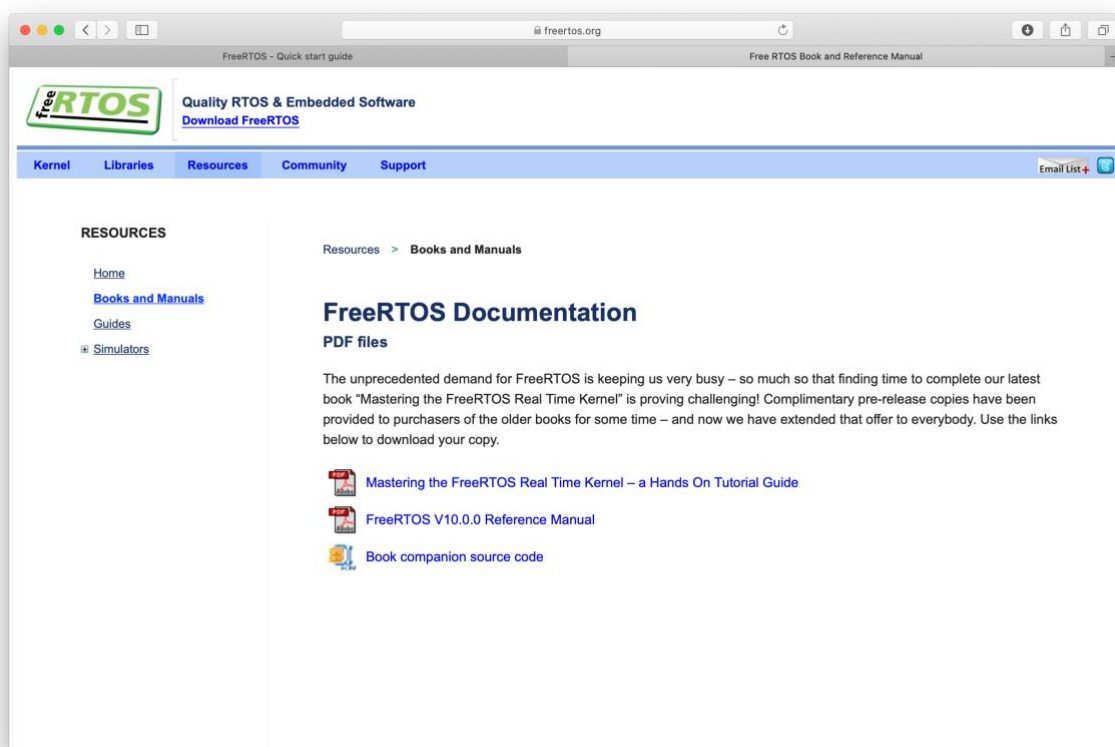 freertos.org
FreeRTOS - Quick start guide
Free RTOS Book and Reference Manual
free RTOS
Quality RTOS & Embedded Software
Download FreeRTOS
Kernel Libraries Resources Community Support
Email List+
RESOURCES
Home
Books and Manuals
Guides
Simulators
Resources > Books and Manuals
FreeRTOS Documentation
PDF files
The unprecedented demand for FreeRTOS is keeping us very busy – so much so that finding time to complete our latest
book “Mastering the FreeRTOS Real Time Kernel” is proving challenging! Complimentary pre-release copies have been
provided to purchasers of the older books for some time – and now we have extended that offer to everybody. Use the links
below to download your copy.
PDF Mastering the FreeRTOS Real Time Kernel – a Hands On Tutorial Guide
PDF FreeRTOS V10.0.0 Reference Manual
Book companion source code